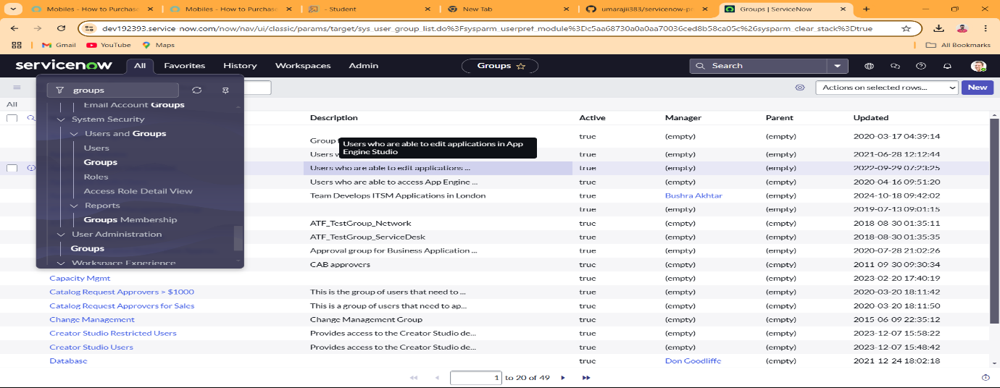 Mobiles - How to Purchase
Mobiles - How to Purchase
- Student
New Tab
umarajii383/servicenow-pr
Groups | ServiceNow
dev192393.service-now.com/now/nav/ui/classic/params/target/sys_user_group_list.do%3Fsysparm_userpref_module%3Dc5aa68730a0a0aa70036ced8b58ca05c%26sysparm_clear_stack%3Dtrue
Gmail YouTube Maps All Bookmarks
servicenow All Favorites History Workspaces Admin Groups Search
groups
Actions on selected rows... New
All
Email Account Groups
System Security
Users and Groups
Users
Groups
Roles
Access Role Detail View
Reports
Groups Membership
User Administration
Groups
Workspace Experience
Description Active Manager Parent Updated
Group true (empty) (empty) 2020-03-17 04:39:14
Users who are able to edit applications in App
Engine Studio
Users w true (empty) (empty) 2021-06-28 12:12:44
Users who are able to edit applications ... true (empty) (empty) 2022-09-29 07:23:25
Users who are able to access App Engine ... true (empty) (empty) 2020-04-16 09:51:20
Team Develops ITSM Applications in London true Bushra Akhtar (empty) 2024-10-18 09:42:02
true (empty) (empty) 2019-07-13 09:01:15
ATF_TestGroup_Network true (empty) (empty) 2018-08-30 01:35:11
ATF_TestGroup_ServiceDesk true (empty) (empty) 2018-08-30 01:35:35
Approval group for Business Application ... true (empty) (empty) 2020-07-28 21:02:26
CAB approvers true (empty) (empty) 2011-09-30 09:30:34
Capacity Mgmt true (empty) (empty) 2023-02-20 17:40:19
Catalog Request Approvers > $1000 This is the group of users that need to ... true (empty) (empty) 2020-03-20 18:11:42
Catalog Request Approvers for Sales This is a group of users that need to ap... true (empty) (empty) 2020-03-20 18:11:50
Change Management Change Management Group true (empty) (empty) 2015-06-09 22:35:12
Creator Studio Restricted Users Provides access to the Creator Studio de... true (empty) (empty) 2023-12-07 15:58:22
Creator Studio Users Provides access to the Creator Studio de... true (empty) (empty) 2023-12-07 15:48:42
Database true Don Goodliffe (empty) 2021-12-24 18:02:18
1 to 20 of 49